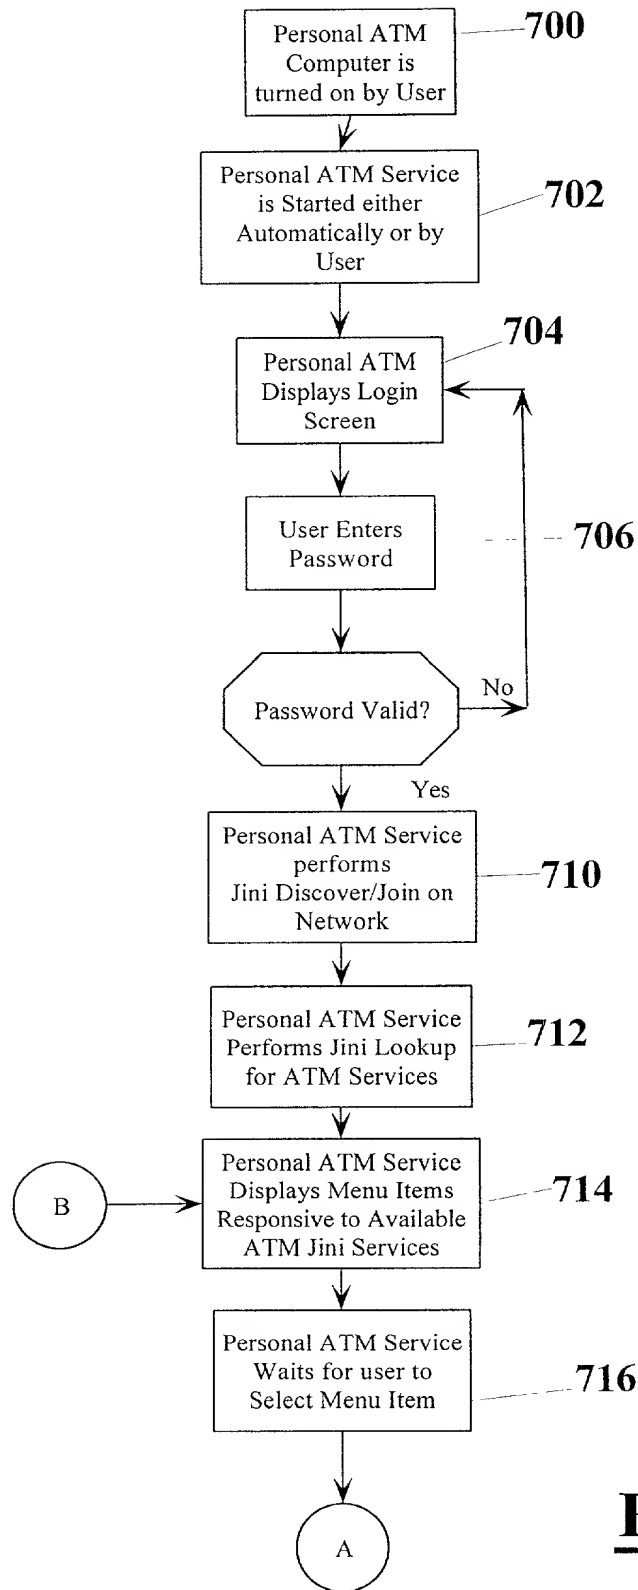 Personal ATM
Computer is
turned on by User
700
Personal ATM Service
is Started either
Automatically or by
User
702
Personal ATM
Displays Login
Screen
704
User Enters
Password
706
Password Valid?
No
Yes
Personal ATM Service
performs
Jini Discover/Join on
Network
710
Personal ATM Service
Performs Jini Lookup
for ATM Services
712
B
Personal ATM Service
Displays Menu Items
Responsive to Available
ATM Jini Services
714
Personal ATM Service
Waits for user to
Select Menu Item
716
A